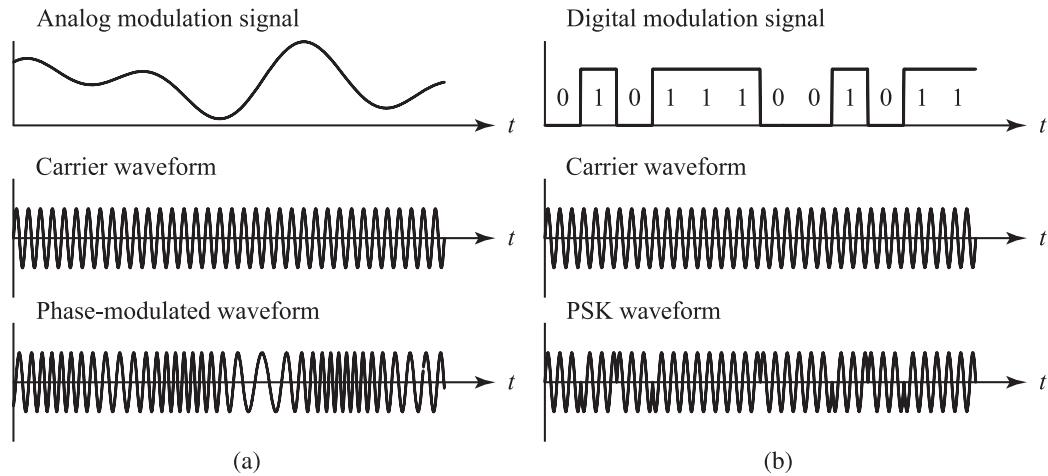 Analog modulation signal
t
Carrier waveform
t
Phase-modulated waveform
t
(a)
Digital modulation signal
0 1 0 1 1 1 0 0 1 0 1 1
t
Carrier waveform
t
PSK waveform
t
(b)